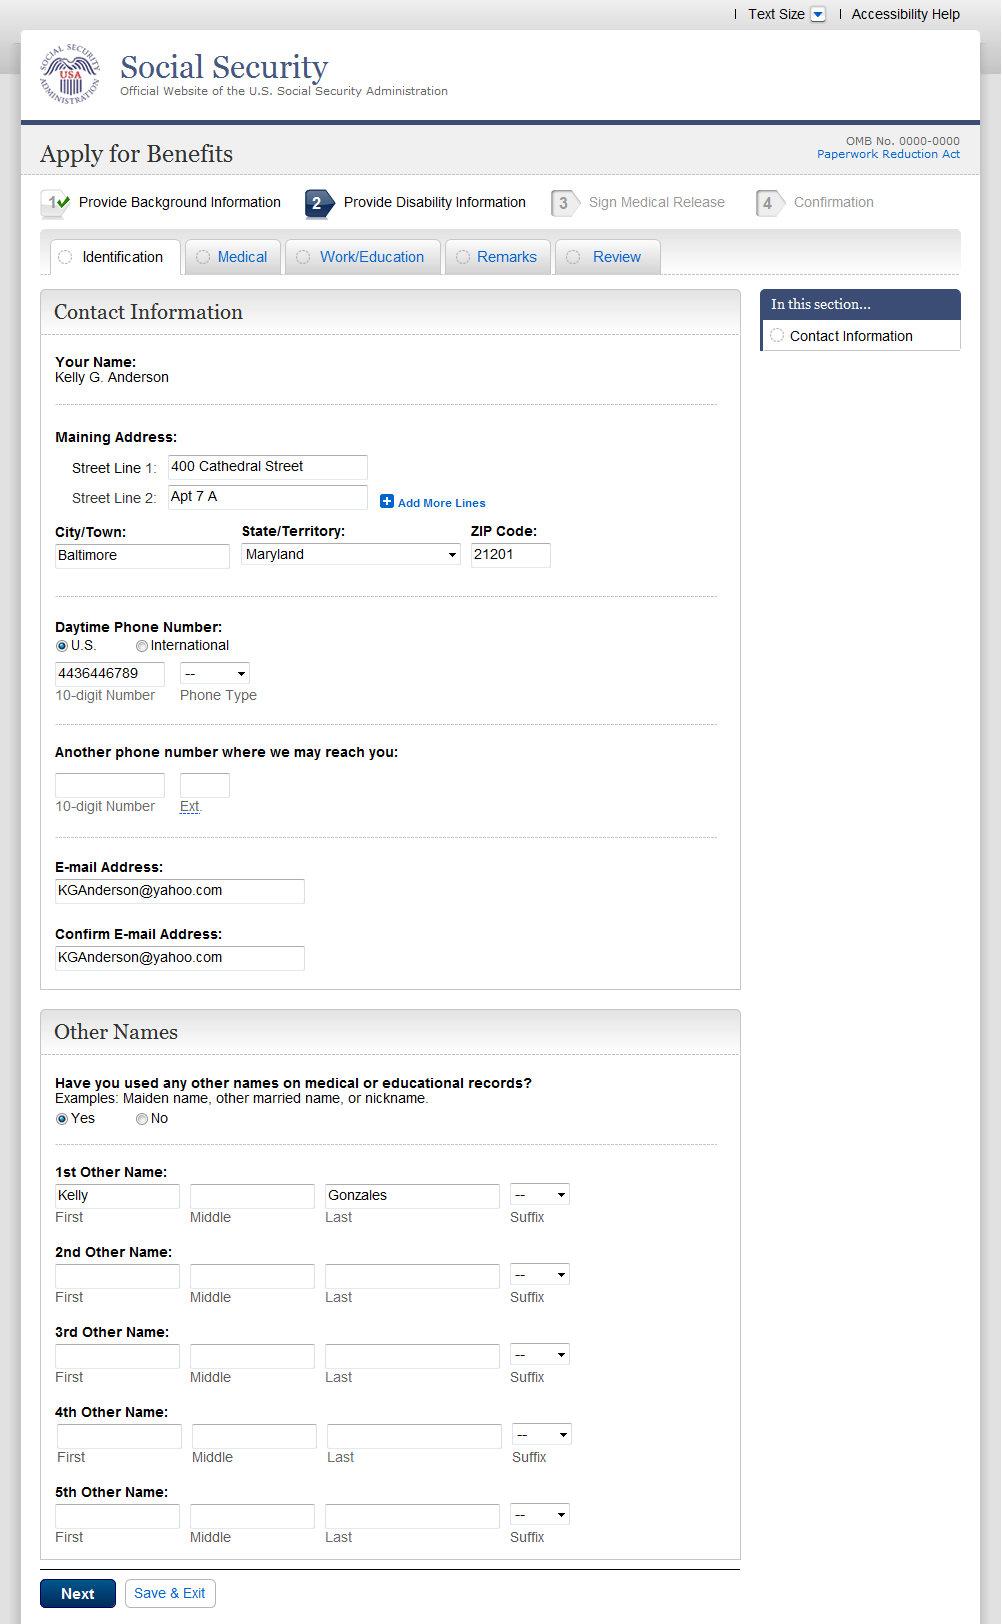 Text Size
Accessibility Help
SOCIAL SECURITY ADMINISTRATION
USA
Social Security
Official Website of the U.S. Social Security Administration
Apply for Benefits
OMB No. 0000-0000
Paperwork Reduction Act
1 Provide Background Information
2 Provide Disability Information
3 Sign Medical Release
4 Confirmation
Identification
Medical
Work/Education
Remarks
Review
Contact Information
In this section...
Contact Information
Your Name:
Kelly G. Anderson
Maining Address:
Street Line 1: 400 Cathedral Street
Street Line 2: Apt 7 A
Add More Lines
City/Town: State/Territory: ZIP Code:
Baltimore Maryland 21201
Daytime Phone Number:
U.S. International
4436446789 --
10-digit Number Phone Type
Another phone number where we may reach you:
10-digit Number Ext.
E-mail Address:
KGAnderson@yahoo.com
Confirm E-mail Address:
KGAnderson@yahoo.com
Other Names
Have you used any other names on medical or educational records?
Examples: Maiden name, other married name, or nickname.
Yes No
1st Other Name:
Kelly Gonzales --
First Middle Last Suffix
2nd Other Name:
--
First Middle Last Suffix
3rd Other Name:
--
First Middle Last Suffix
4th Other Name:
--
First Middle Last Suffix
5th Other Name:
--
First Middle Last Suffix
Next Save & Exit